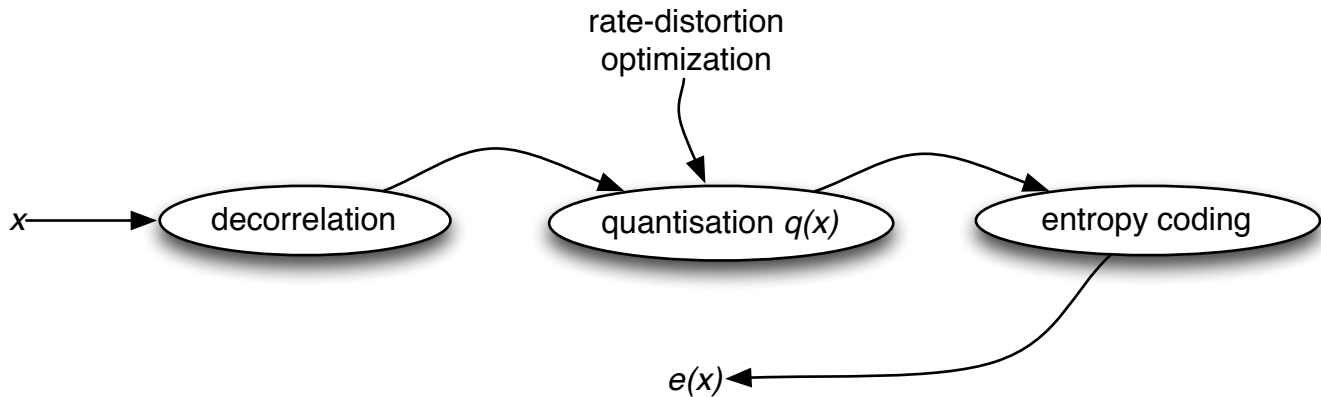 rate-distortion
optimization
x
decorrelation
quantisation q(x)
entropy coding
e(x)